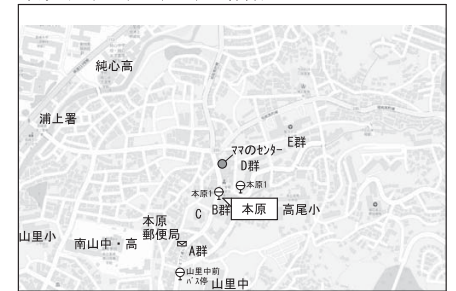 純心高
浦上署
ママのセンター
E群
D群
本原1
本原1
本原
高尾小
C
B群
本原
郵便局
山里小
南山中・高
A群
山里中前
バス停
山里中